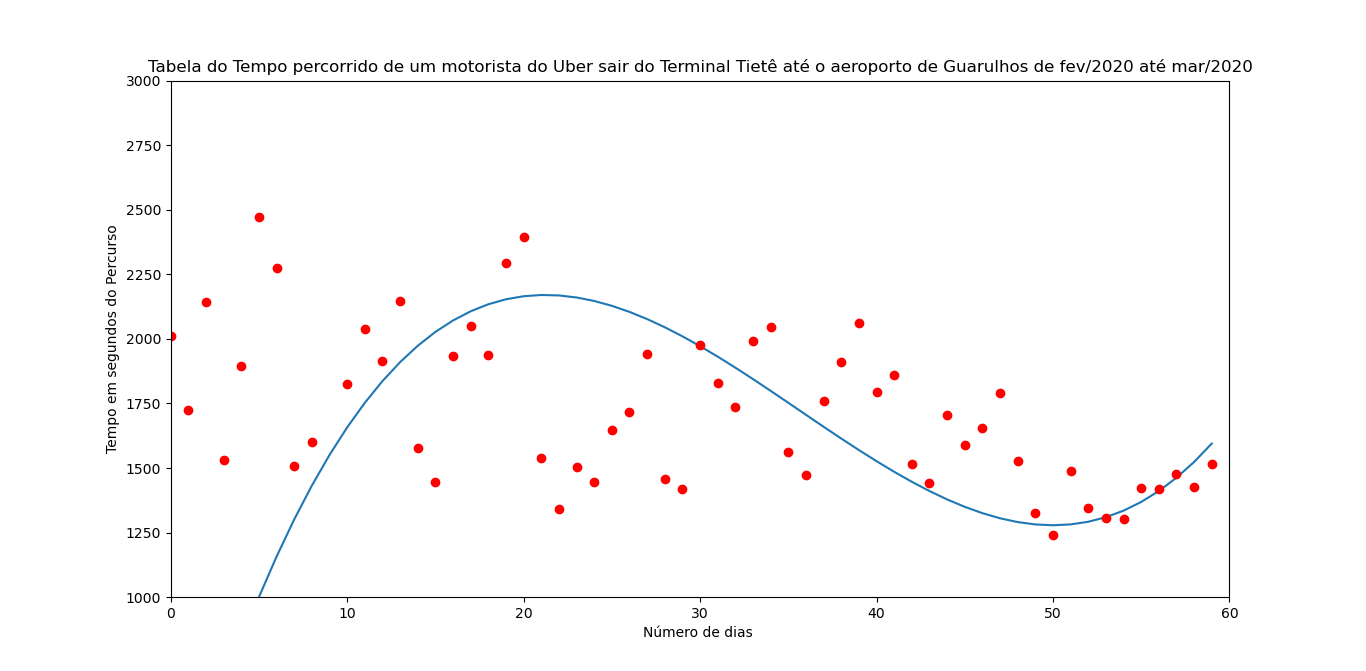 Tabela do Tempo percorrido de um motorista do Uber sair do Terminal Tietê até o aeroporto de Guarulhos de fev/2020 até mar/2020
3000
2750
2500
2250
2000
1750
1500
1250
1000
Tempo em segundos do Percurso
0 10 20 30 40 50 60
Número de dias